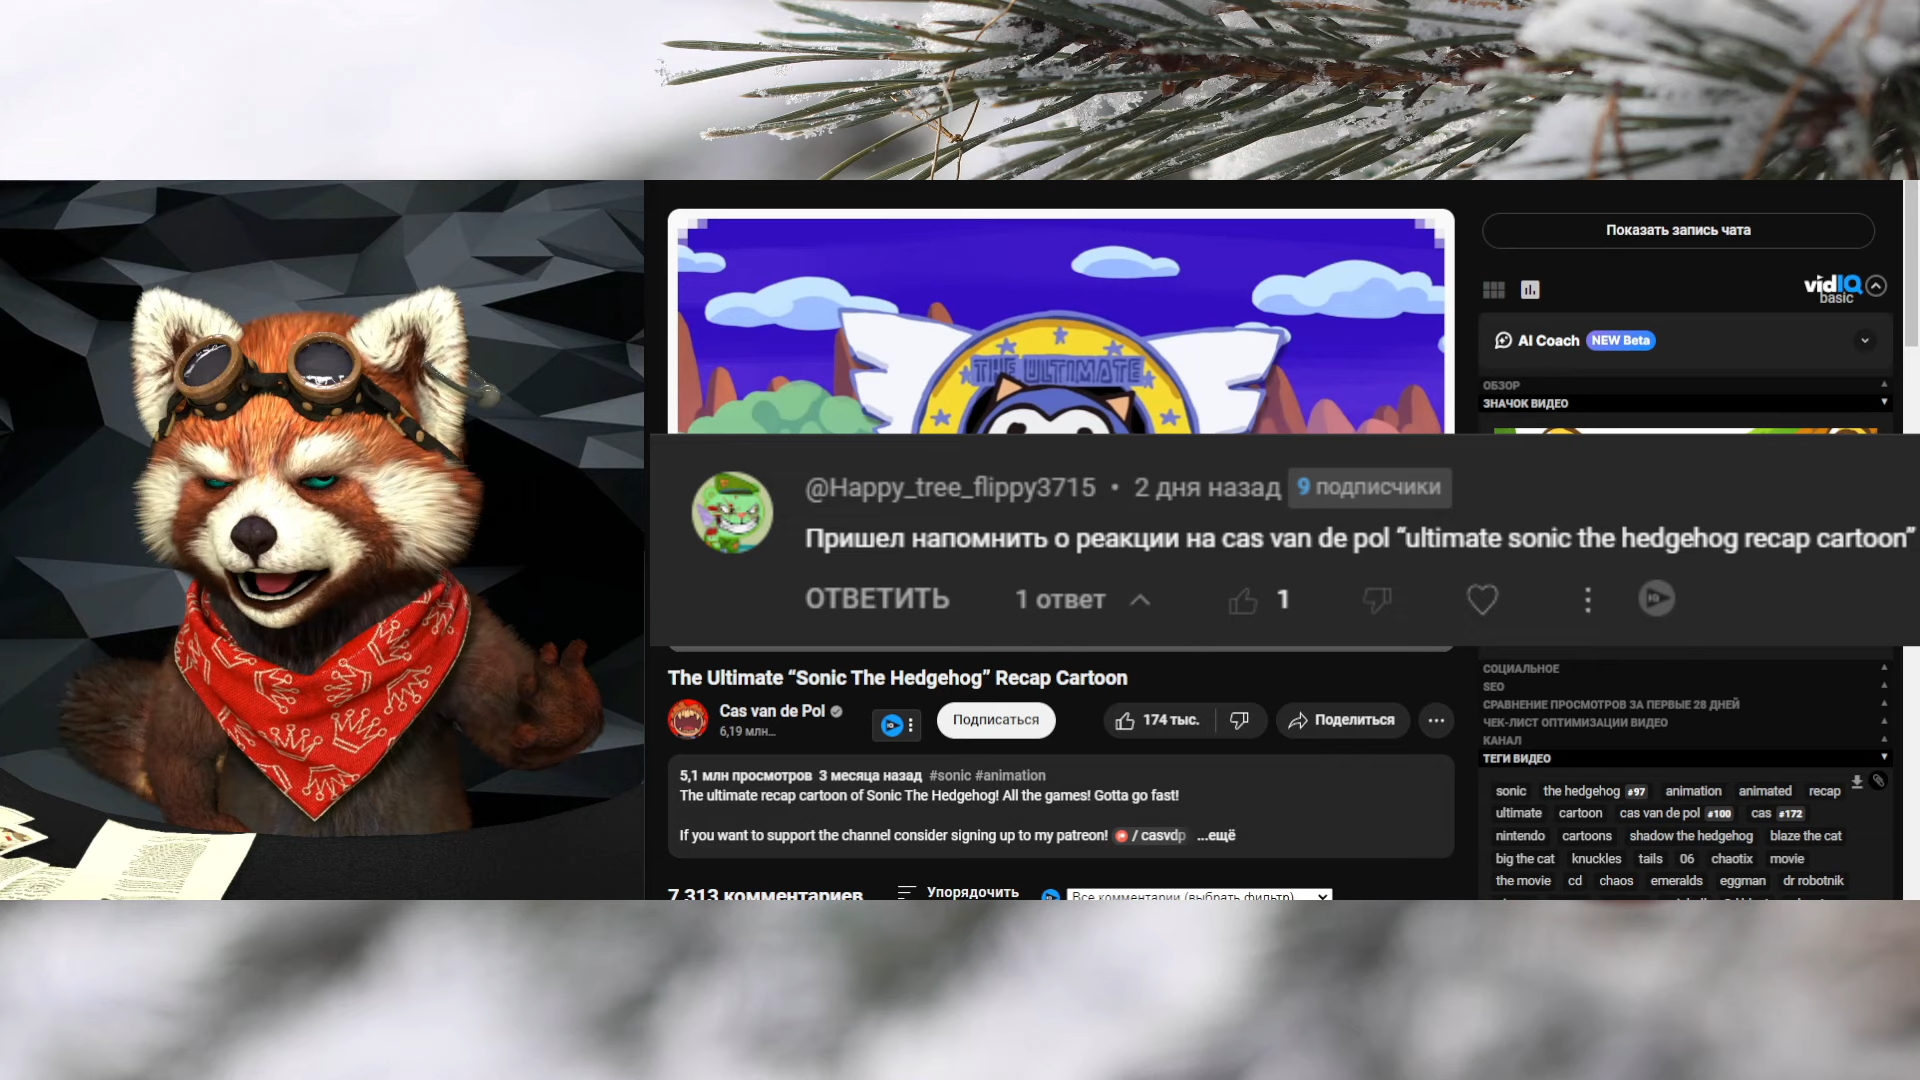 THE ULTIMATE
Показать запись чата
vidIQ
basic
AI Coach NEW Beta
ОБЗОР
ЗНАЧОК ВИДЕО
@Happy_tree_flippy3715 • 2 дня назад 9 подписчики
Пришел напомнить о реакции на cas van de pol “ultimate sonic the hedgehog recap cartoon”
ОТВЕТИТЬ 1 ответ 1
The Ultimate “Sonic The Hedgehog” Recap Cartoon
Cas van de Pol
6,19 млн...
Подписаться
174 тыс.
Поделиться
5,1 млн просмотров 3 месяца назад #sonic #animation
The ultimate recap cartoon of Sonic The Hedgehog! All the games! Gotta go fast!
If you want to support the channel consider signing up to my patreon! / casvdp ...ещё
7 313 комментариев Упорядочить Все комментарии (выбрать фильтр)
СОЦИАЛЬНОЕ
SEO
СРАВНЕНИЕ ПРОСМОТРОВ ЗА ПЕРВЫЕ 28 ДНЕЙ
ЧЕК-ЛИСТ ОПТИМИЗАЦИИ ВИДЕО
КАНАЛ
ТЕГИ ВИДЕО
sonic the hedgehog #97 animation animated recap
ultimate cartoon cas van de pol #100 cas #172
nintendo cartoons shadow the hedgehog blaze the cat
big the cat knuckles tails 06 chaotix movie
the movie cd chaos emeralds eggman dr robotnik